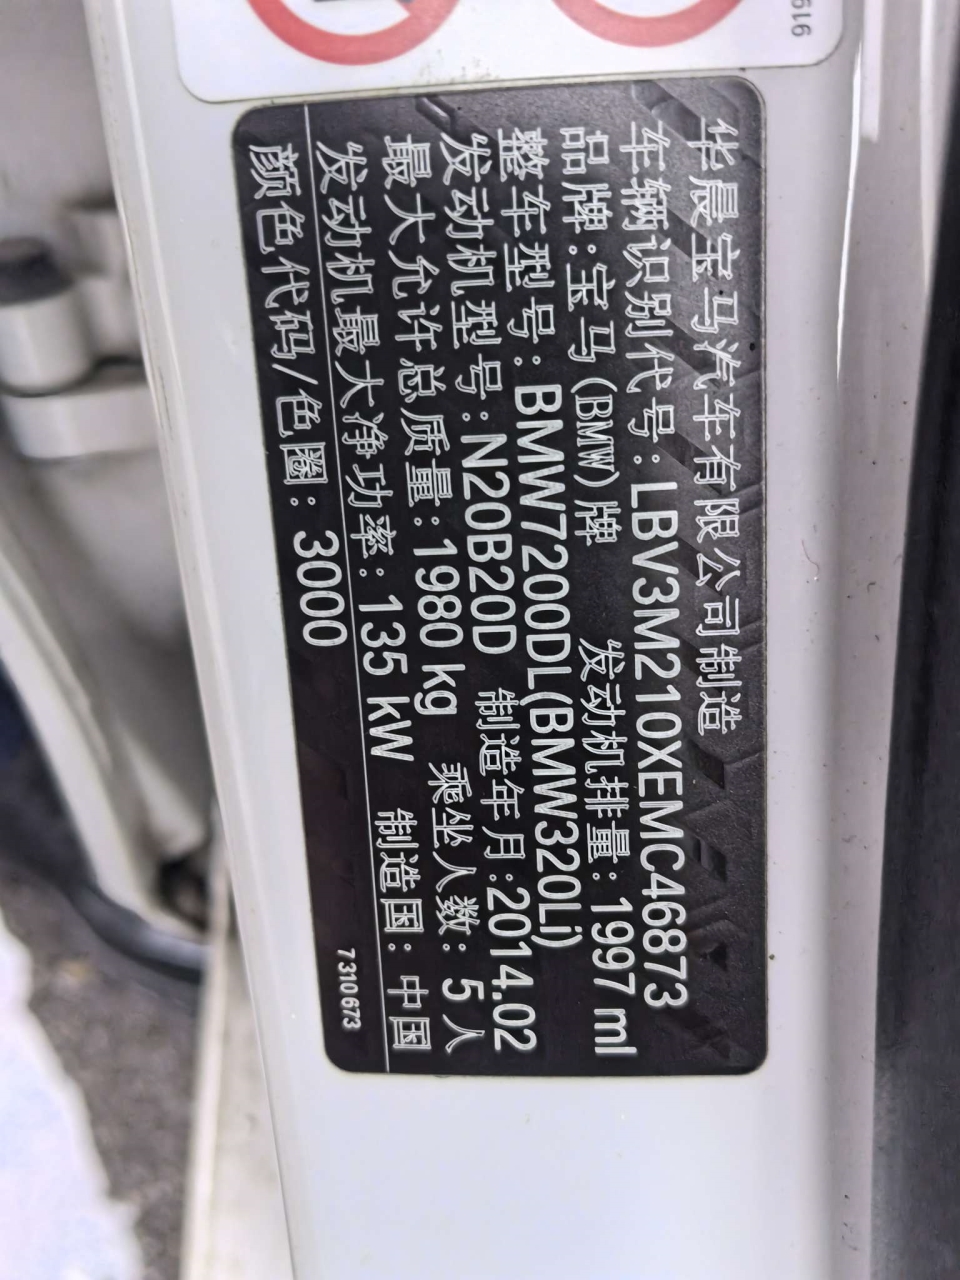 916
华晨宝马汽车有限公司制造
车辆识别代号:LBV3M210XEMC46873
品牌:宝马(BMW)牌 发动机排量:1997 ml
整车型号:BMW7200DL(BMW320Li)
发动机型号:N20B20D 制造年月:2014.02
最大允许总质量:1980 kg 乘坐人数:5人
发动机最大净功率:135 kW 制造国:中国
颜色代码/色圈:3000
7310673